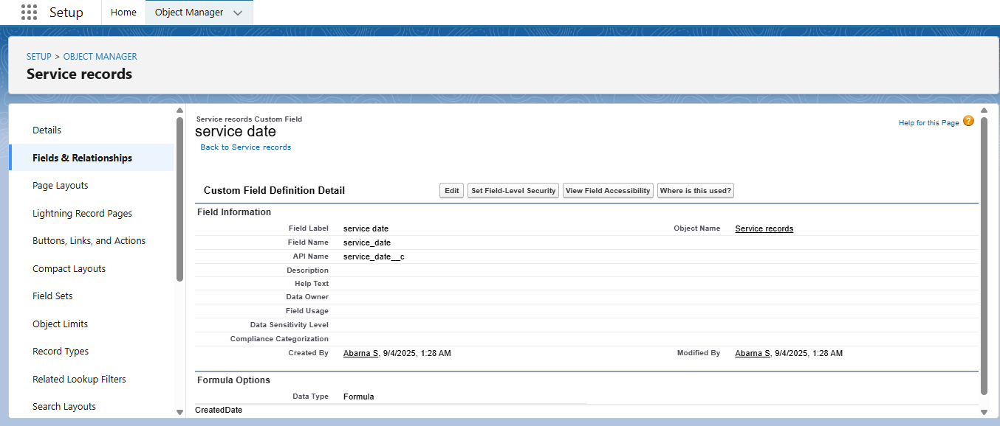 Setup
Home
Object Manager
SETUP > OBJECT MANAGER
Service records
Details
Fields & Relationships
Page Layouts
Lightning Record Pages
Buttons, Links, and Actions
Compact Layouts
Field Sets
Object Limits
Record Types
Related Lookup Filters
Search Layouts
Service records Custom Field
service date
Back to Service records
Help for this Page ?
Custom Field Definition Detail
Edit
Set Field-Level Security
View Field Accessibility
Where is this used?
Field Information
Field Label service date
Object Name Service records
Field Name service_date
API Name service_date__c
Description
Help Text
Data Owner
Field Usage
Data Sensitivity Level
Compliance Categorization
Created By Abarna S, 9/4/2025, 1:28 AM
Modified By Abarna S, 9/4/2025, 1:28 AM
Formula Options
Data Type Formula
CreatedDate